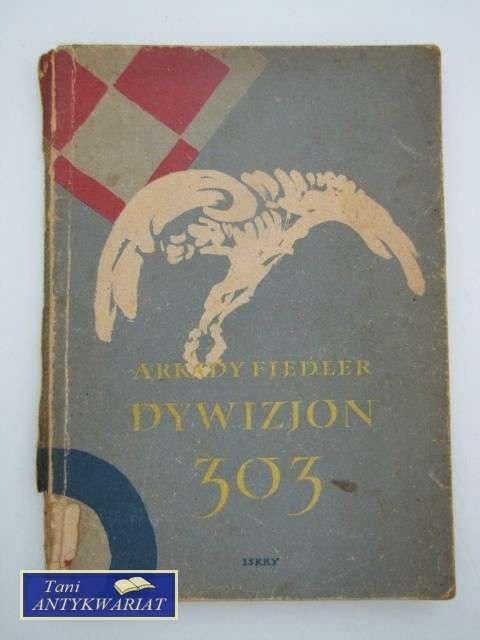 ARKADY FIEDLER
DYWIZJON
303
ISKRY
Tani
ANTYKWARIAT